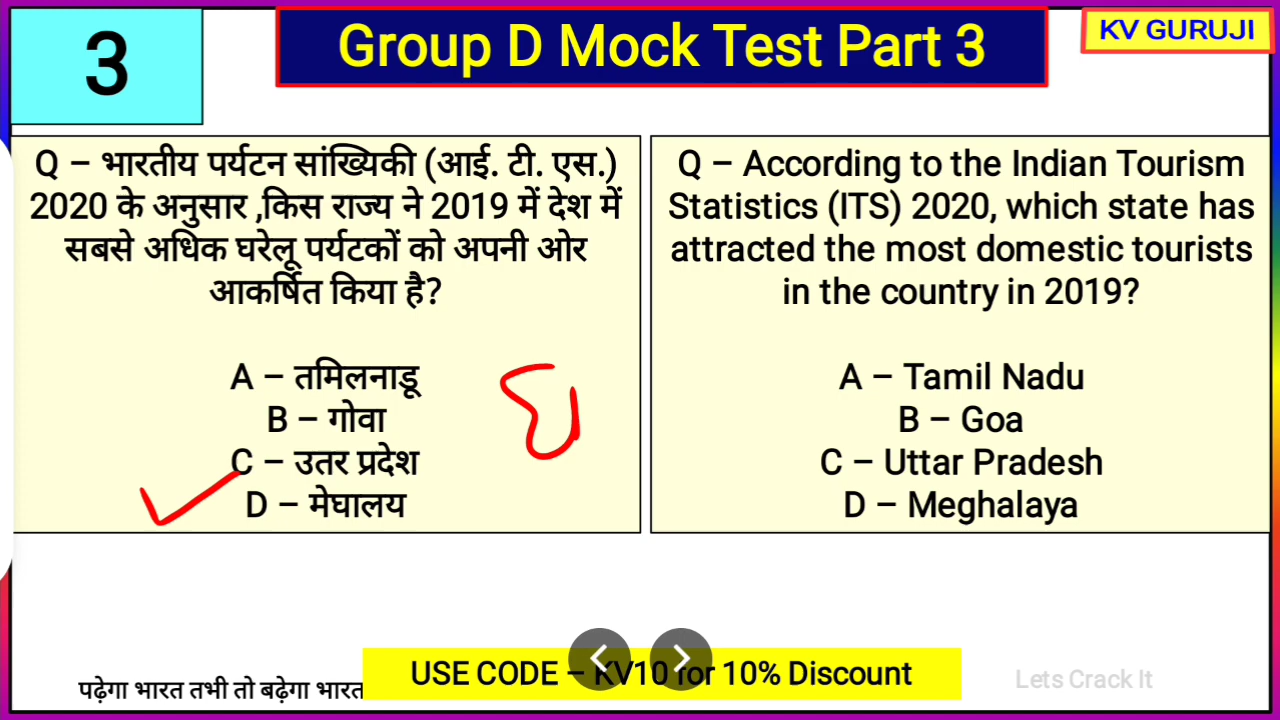 3
Group D Mock Test Part 3
KV GURUJI
Q – भारतीय पर्यटन सांख्यिकी (आई. टी. एस.)
2020 के अनुसार ,किस राज्य ने 2019 में देश में
सबसे अधिक घरेलू पर्यटकों को अपनी ओर
आकर्षित किया है?
A – तमिलनाडू
B – गोवा
C – उतर प्रदेश
D – मेघालय
Q – According to the Indian Tourism
Statistics (ITS) 2020, which state has
attracted the most domestic tourists
in the country in 2019?
A – Tamil Nadu
B – Goa
C – Uttar Pradesh
D – Meghalaya
USE CODE – KV10 for 10% Discount
पढ़ेगा भारत तभी तो बढ़ेगा भारत
Lets Crack It